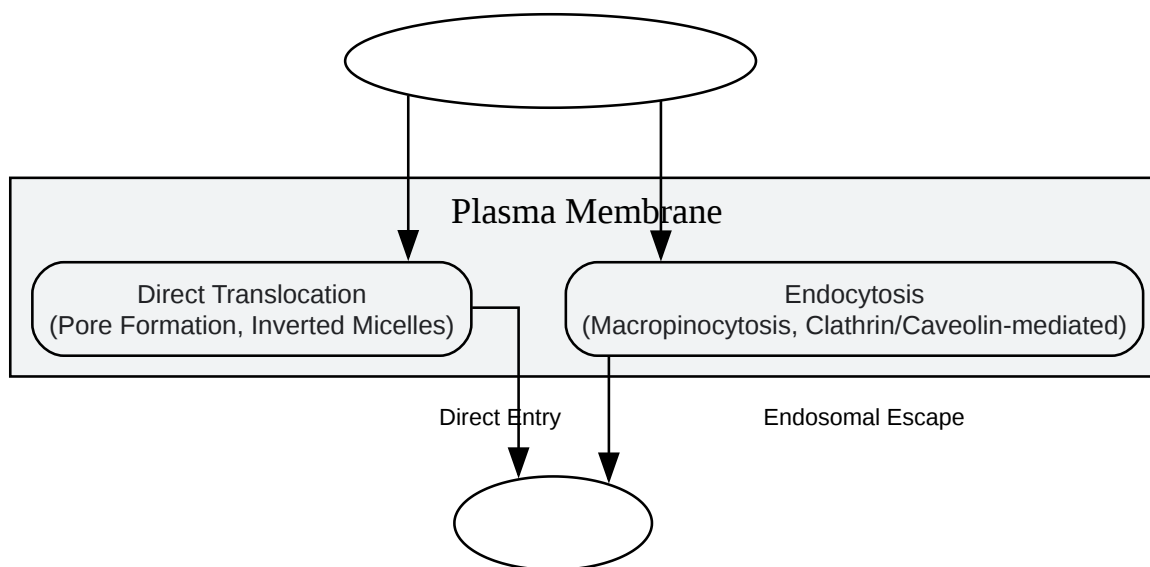 Plasma Membrane
Direct Translocation
(Pore Formation, Inverted Micelles)
Endocytosis
(Macropinocytosis, Clathrin/Caveolin-mediated)
Direct Entry
Endosomal Escape